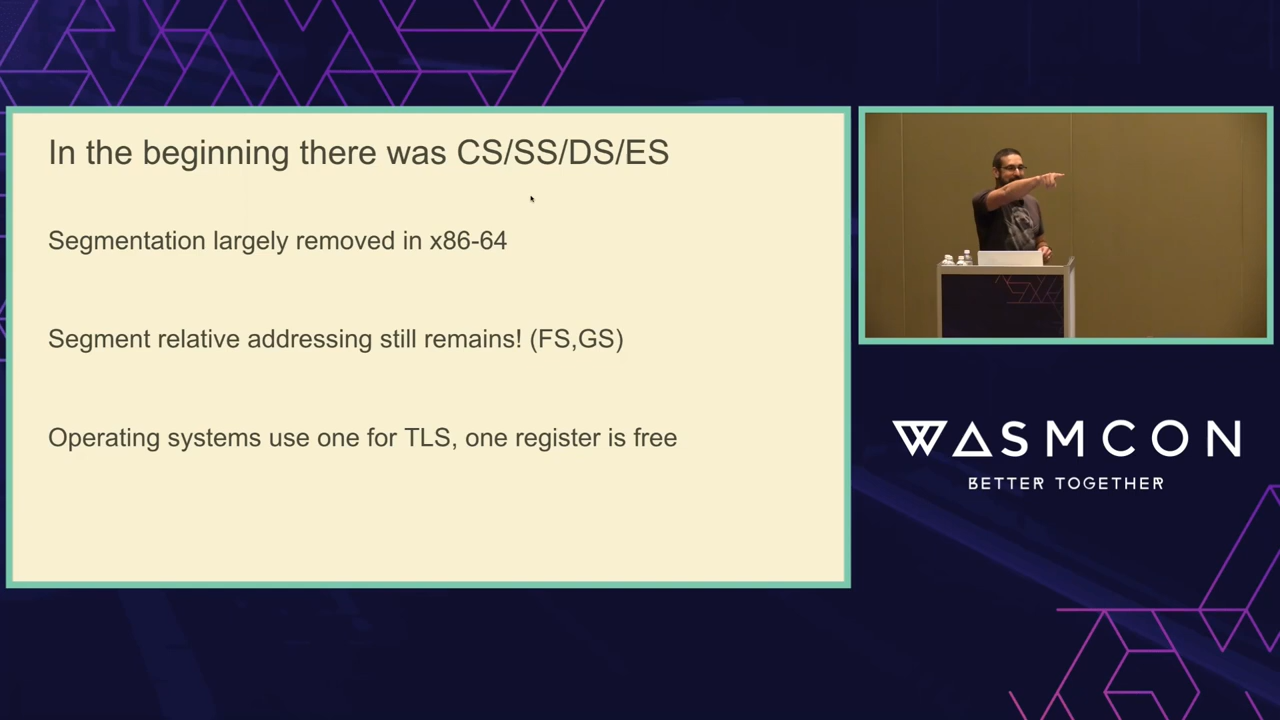 In the beginning there was CS/SS/DS/ES
Segmentation largely removed in x86-64
Segment relative addressing still remains! (FS,GS)
Operating systems use one for TLS, one register is free
WASMCON
BETTER TOGETHER